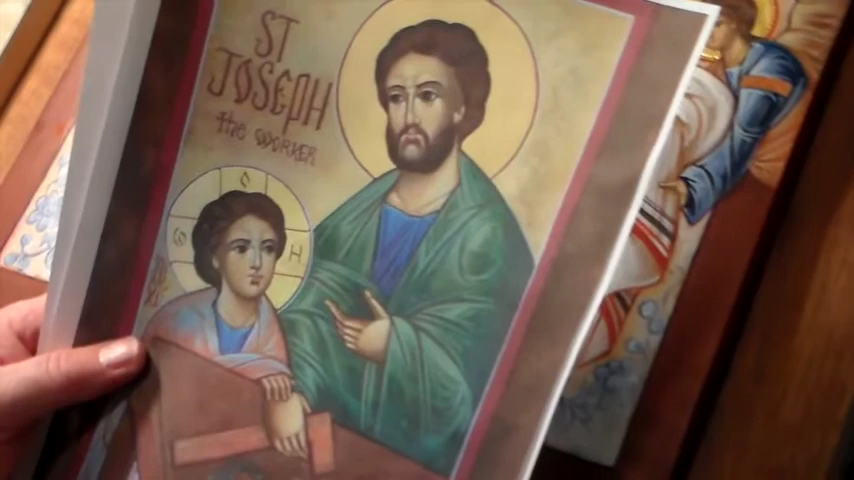 ST
JOSEPH
the WORKER
Ο
ω
Η